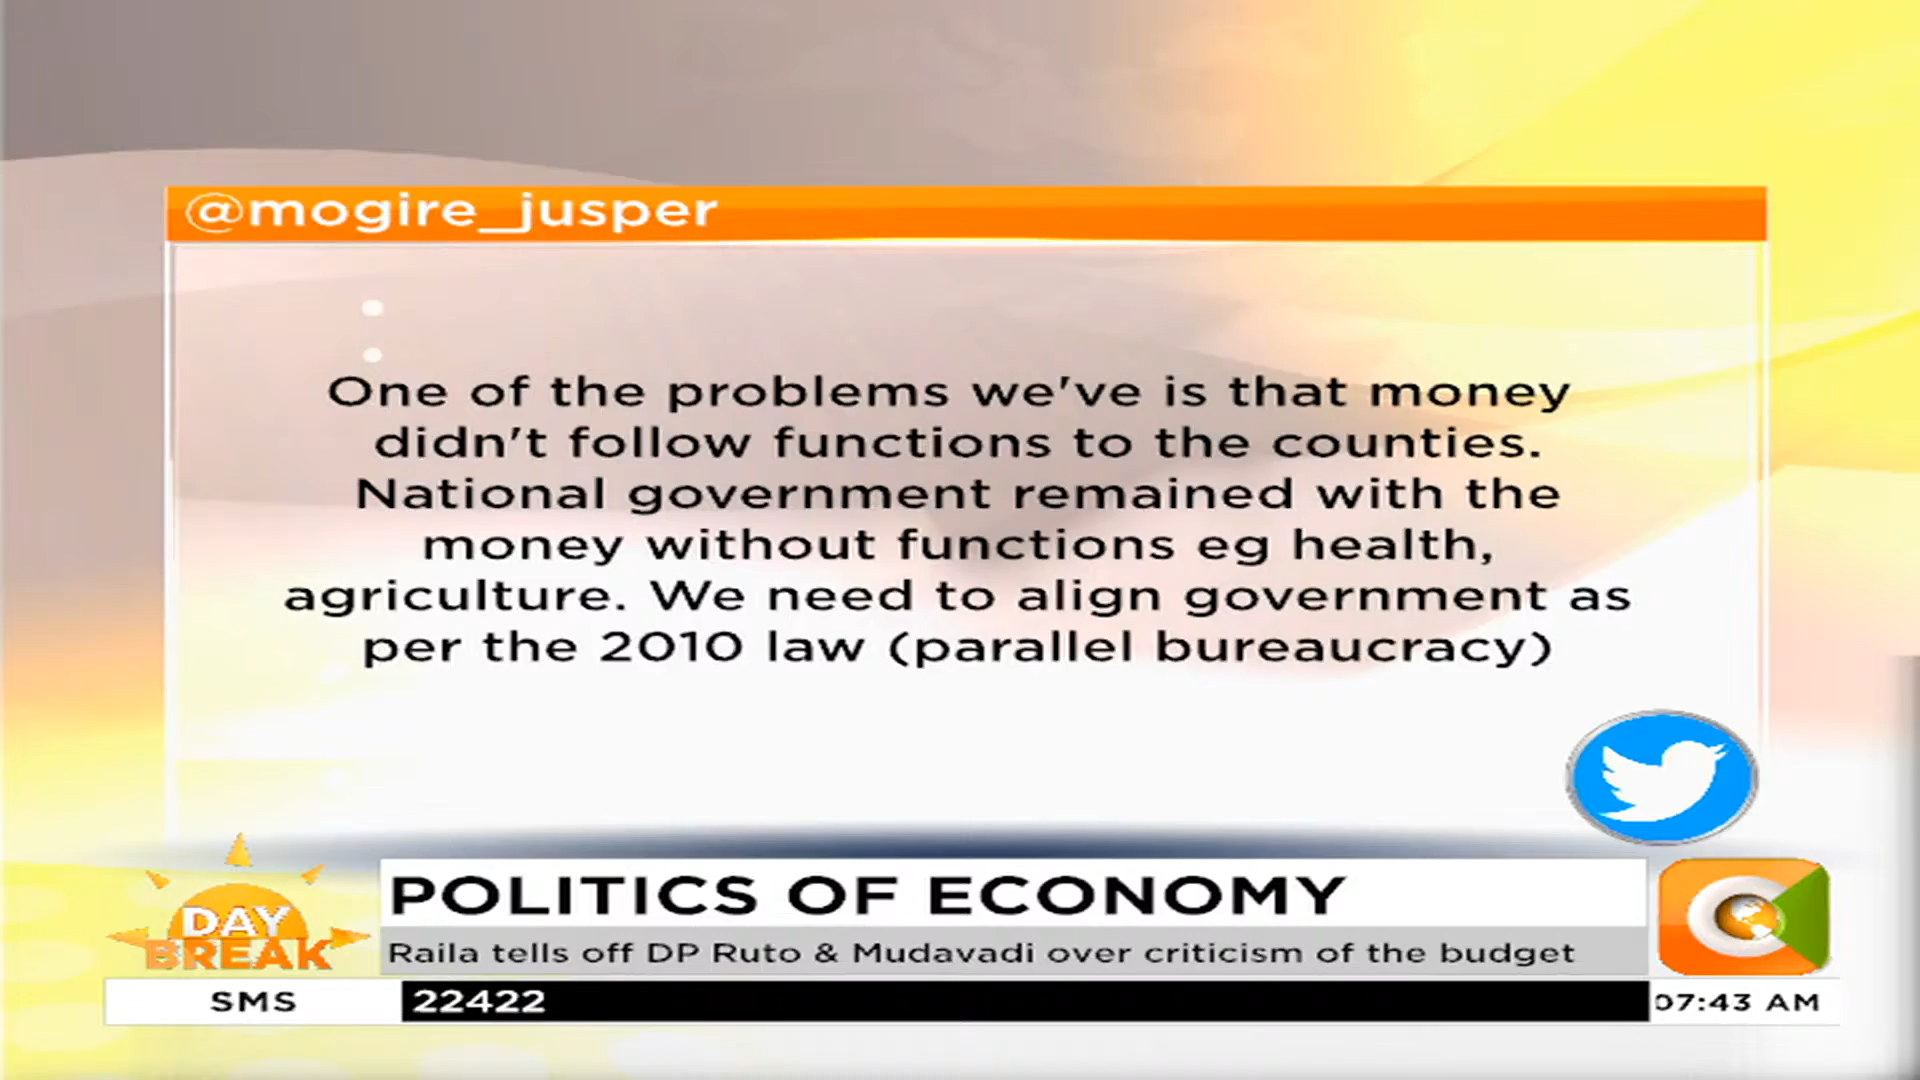 @mogire_jusper
:
One of the problems we've is that money
didn't follow functions to the counties.
National government remained with the
money without functions eg health,
agriculture. We need to align government as
per the 2010 law (parallel bureaucracy)
DAY
BREAK
POLITICS OF ECONOMY
Raila tells off DP Ruto & Mudavadi over criticism of the budget
SMS
22422
07:43 AM